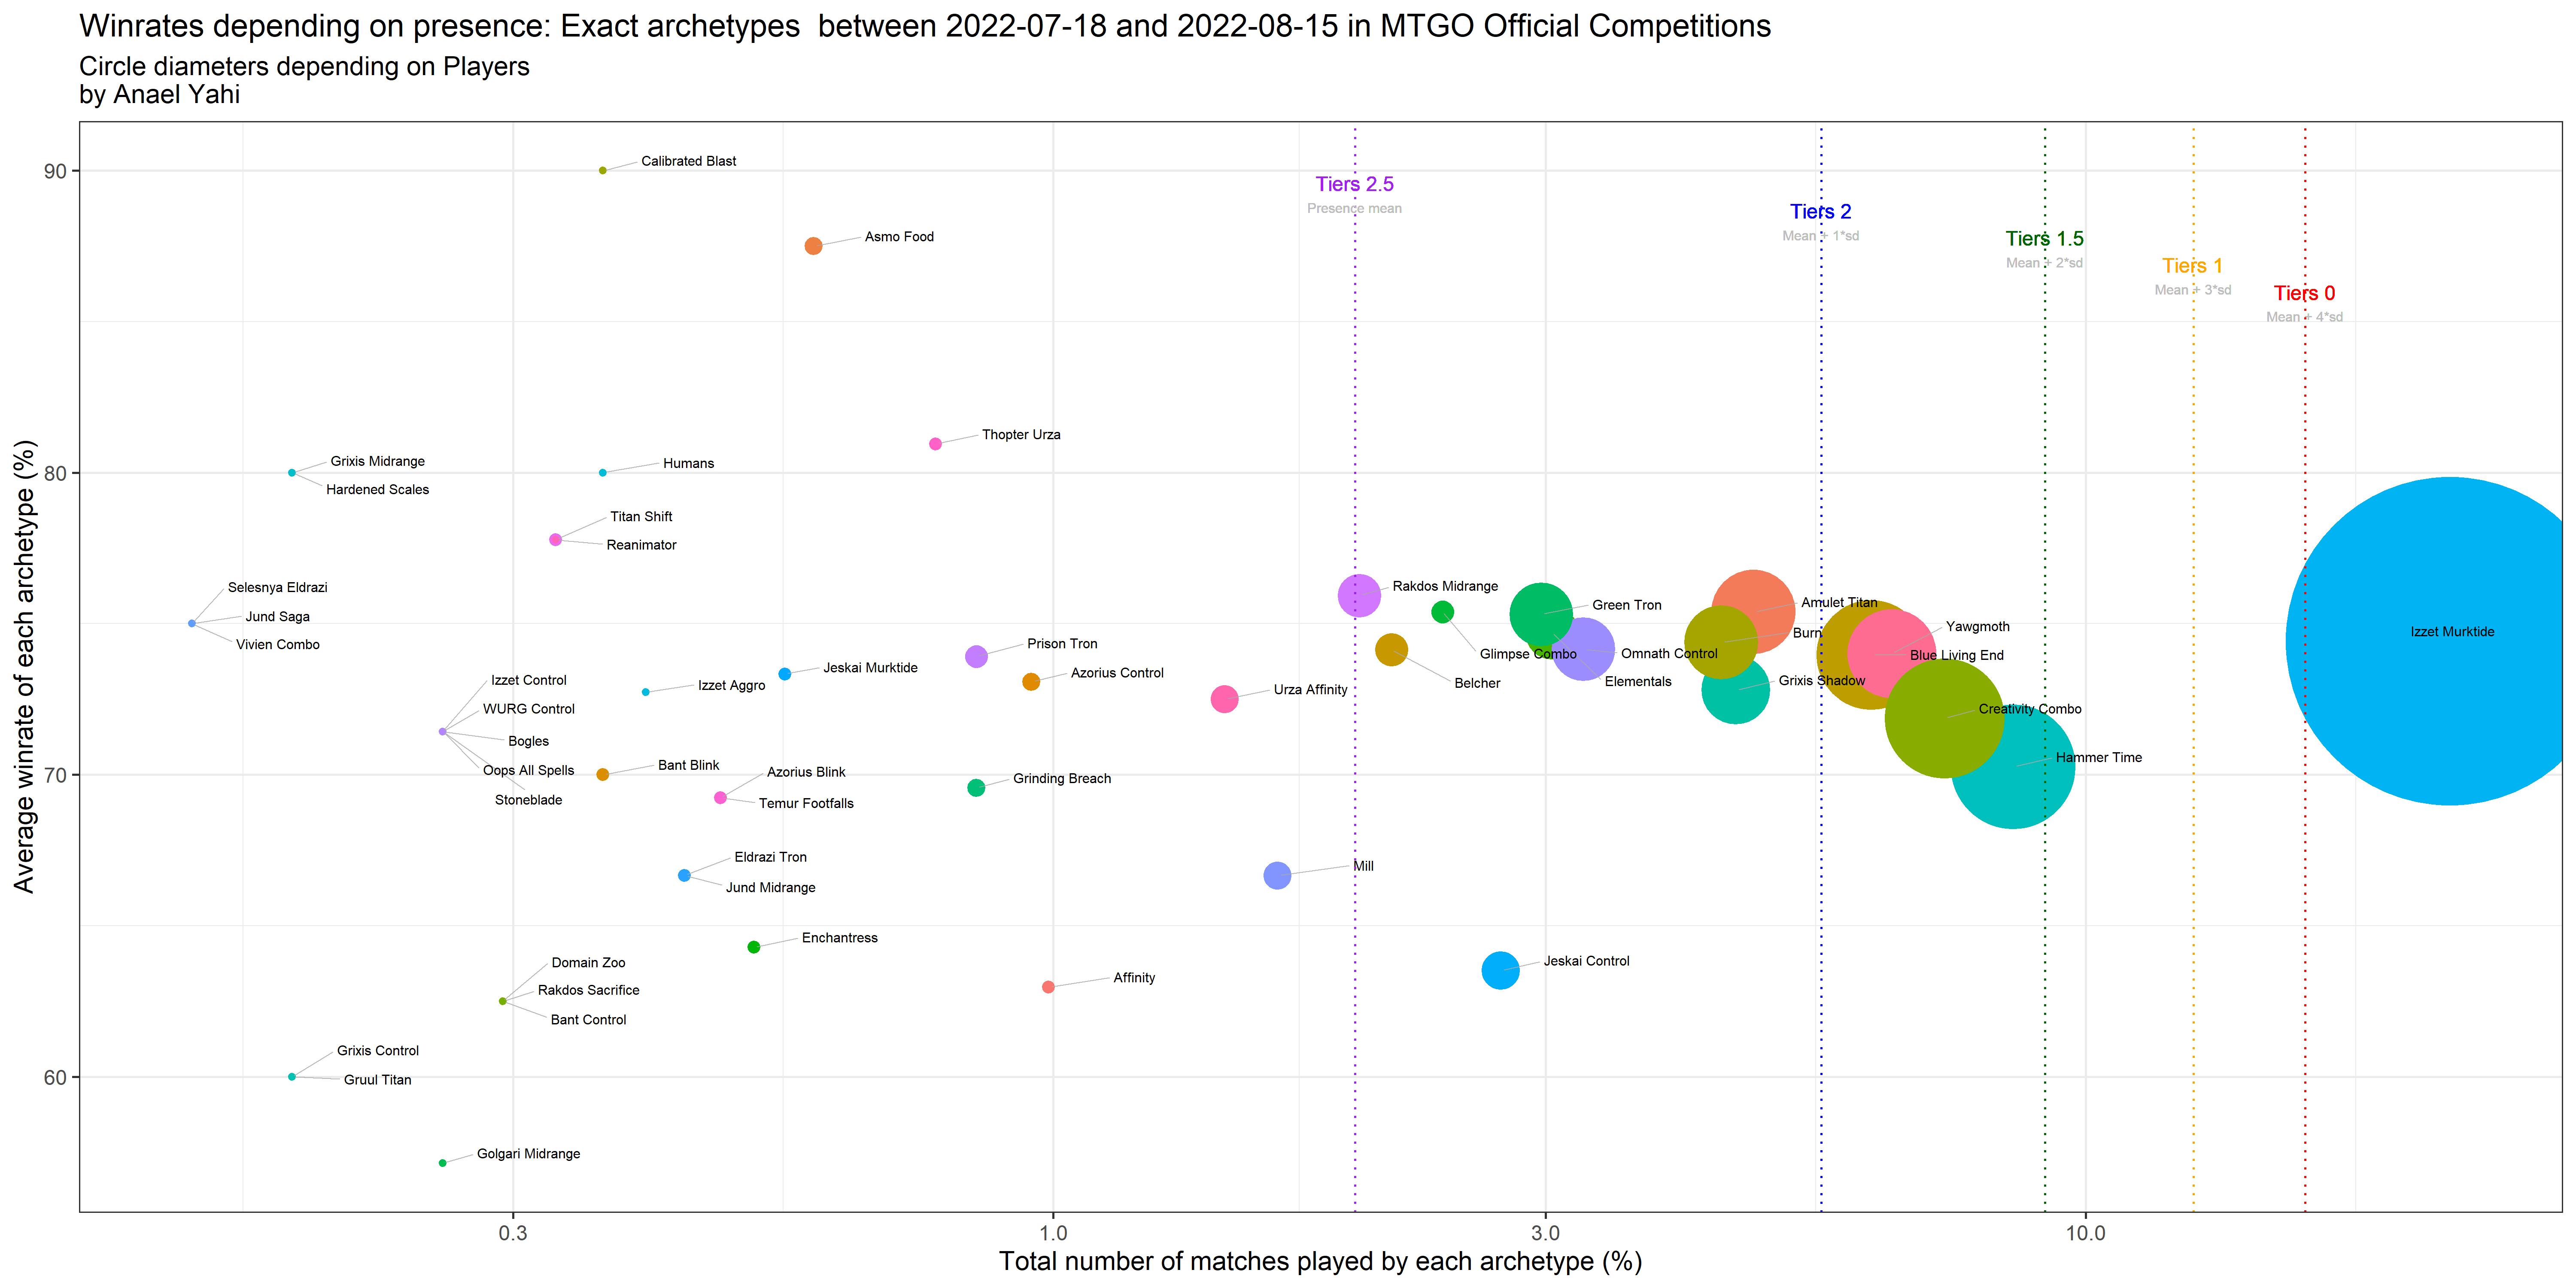 Winrates depending on presence: Exact archetypes  between 2022-07-18 and 2022-08-15 in MTGO Official Competitions
Circle diameters depending on Players
by Anael Yahi
Average winrate of each archetype (%)
90
80
70
60
Calibrated Blast
Tiers 2.5
Presence mean
Tiers 2
Mean + 1*sd
Asmo Food
Tiers 1.5
Mean + 2*sd
Tiers 1
Mean + 3*sd
Tiers 0
Mean + 4*sd
Thopter Urza
Grixis Midrange
Humans
Hardened Scales
Titan Shift
Reanimator
Selesnya Eldrazi
Rakdos Midrange
Jund Saga
Green Tron
Amulet Titan
Vivien Combo
Prison Tron
Yawgmoth
Burn
Izzet Murktide
Glimpse Combo
Omnath Control
Blue Living End
Jeskai Murktide
Azorius Control
Izzet Control
Izzet Aggro
Urza Affinity
Belcher
Elementals
Grixis Shadow
WURG Control
Creativity Combo
Bogles
Hammer Time
Oops All Spells
Bant Blink
Azorius Blink
Grinding Breach
Stoneblade
Temur Footfalls
Eldrazi Tron
Mill
Jund Midrange
Enchantress
Domain Zoo
Jeskai Control
Affinity
Rakdos Sacrifice
Bant Control
Grixis Control
Gruul Titan
Golgari Midrange
0.3
1.0
3.0
10.0
Total number of matches played by each archetype (%)